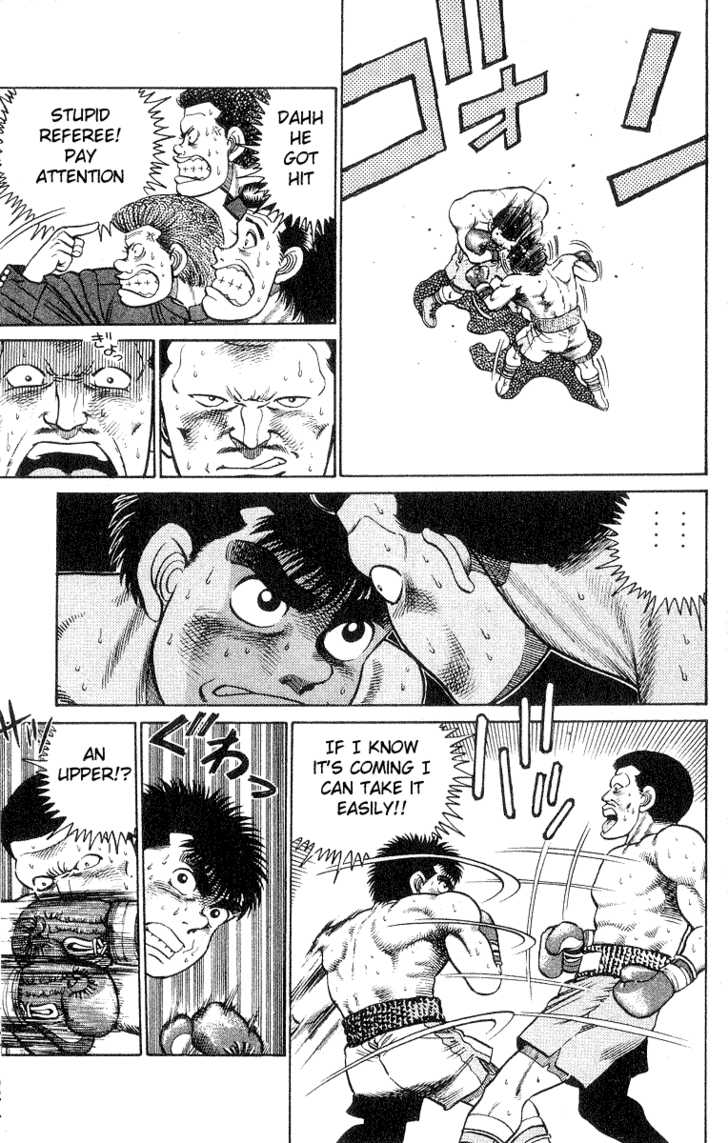 ゴォン
DAHH
HE
GOT
HIT
STUPID
REFEREE!
PAY
ATTENTION
ぎょっ
⋮ ⋮
IF I KNOW
IT'S COMING I
CAN TAKE IT
EASILY!!
ぐわっ
AN
UPPER!?